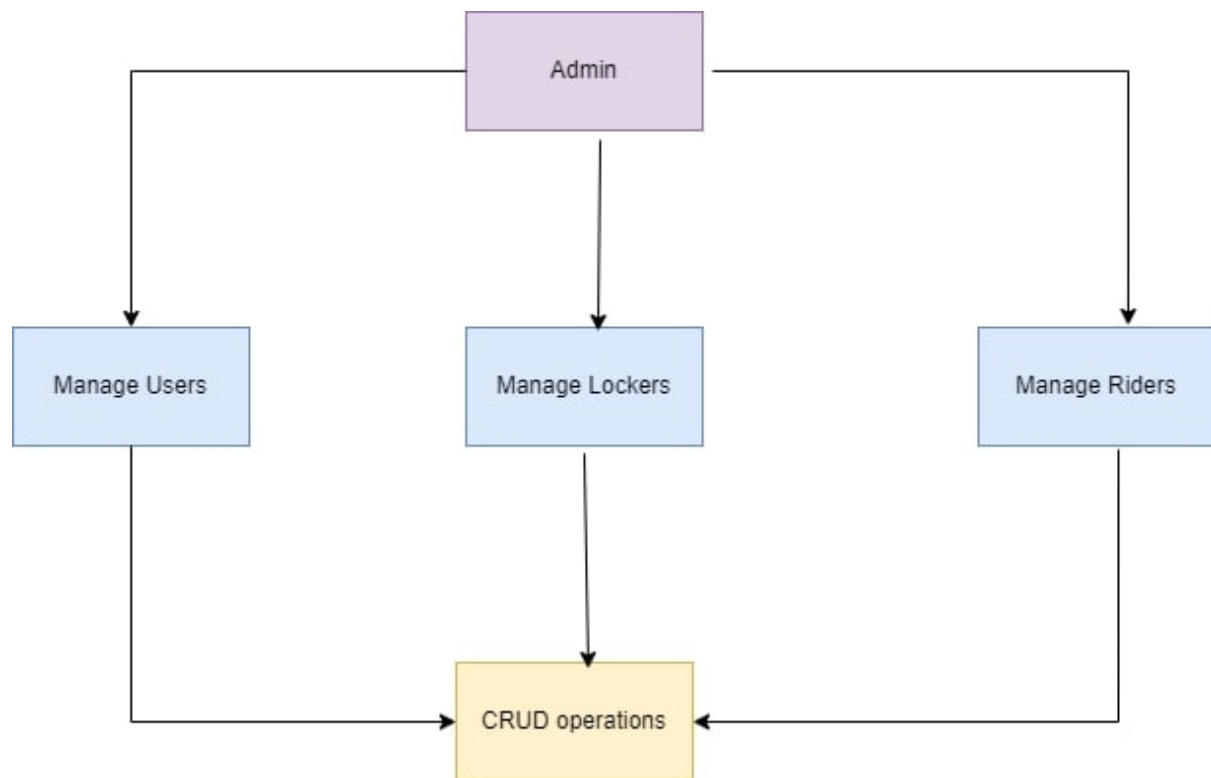 Admin
Manage Users
Manage Lockers
Manage Riders
CRUD operations